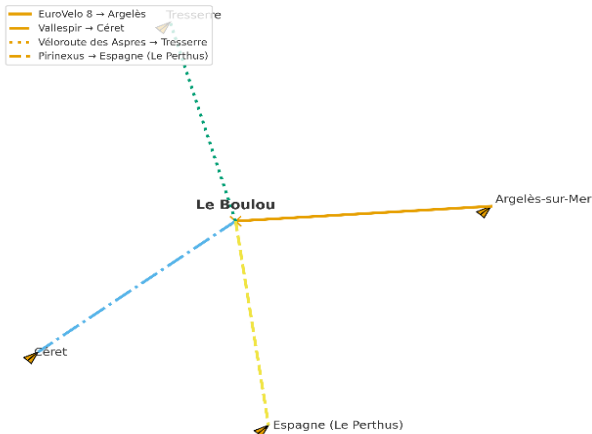 EuroVelo 8 → Argelès
Vallespir → Céret
Véloroute des Aspres → Tresserre
Pirinexus → Espagne (Le Perthus)
Tresserre
Le Boulou
Argelès-sur-Mer
Céret
Espagne (Le Perthus)